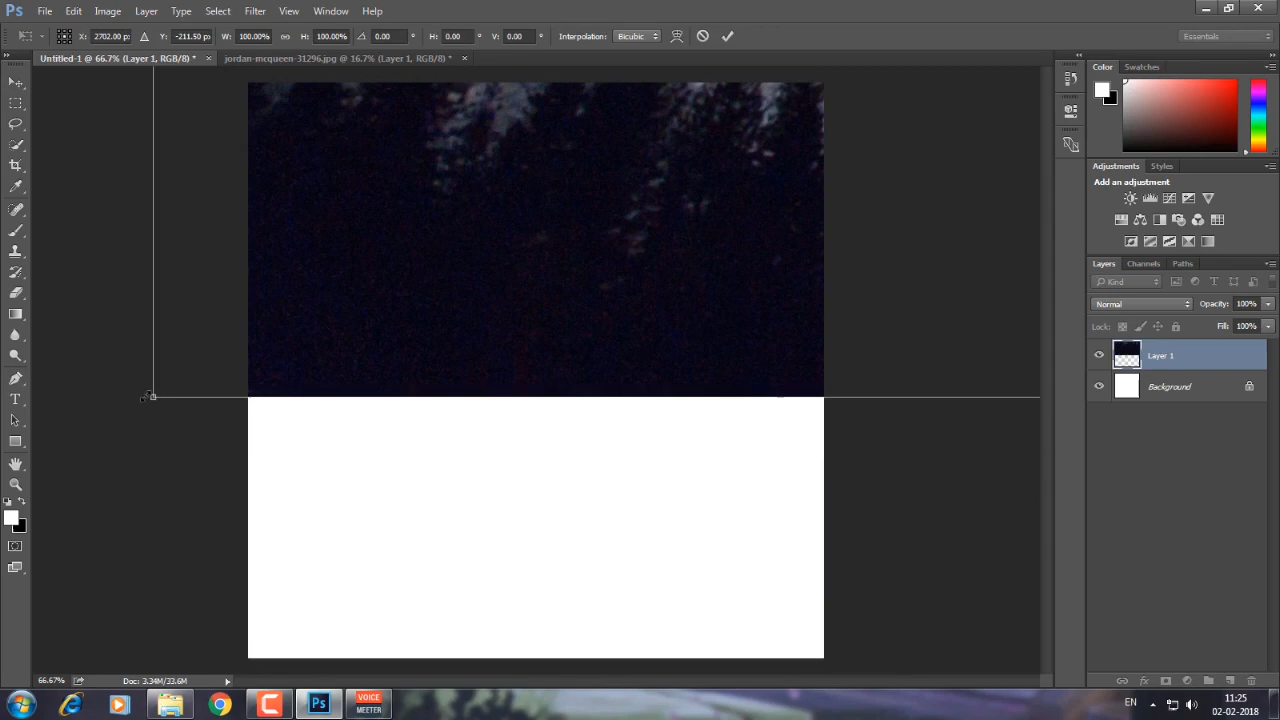 Ps File Edit Image Layer Type Select Filter View Window Help
X: 2702.00 px Y: -211.50 px W: 100.00% H: 100.00% 0.00 ° H: 0.00 ° V: 0.00 ° Interpolation: Bicubic Essentials
Untitled-1 @ 66.7% (Layer 1, RGB/8) * × jordan-mcqueen-31296.jpg @ 16.7% (Layer 1, RGB/8) * ×
Color Swatches
Adjustments Styles
Add an adjustment
Layers Channels Paths
Kind
Normal Opacity: 100%
Lock: Fill: 100%
Layer 1
Background
66.67% Doc: 3.34M/33.6M
Ps VOICE MEETER EN 11:25
02-02-2018